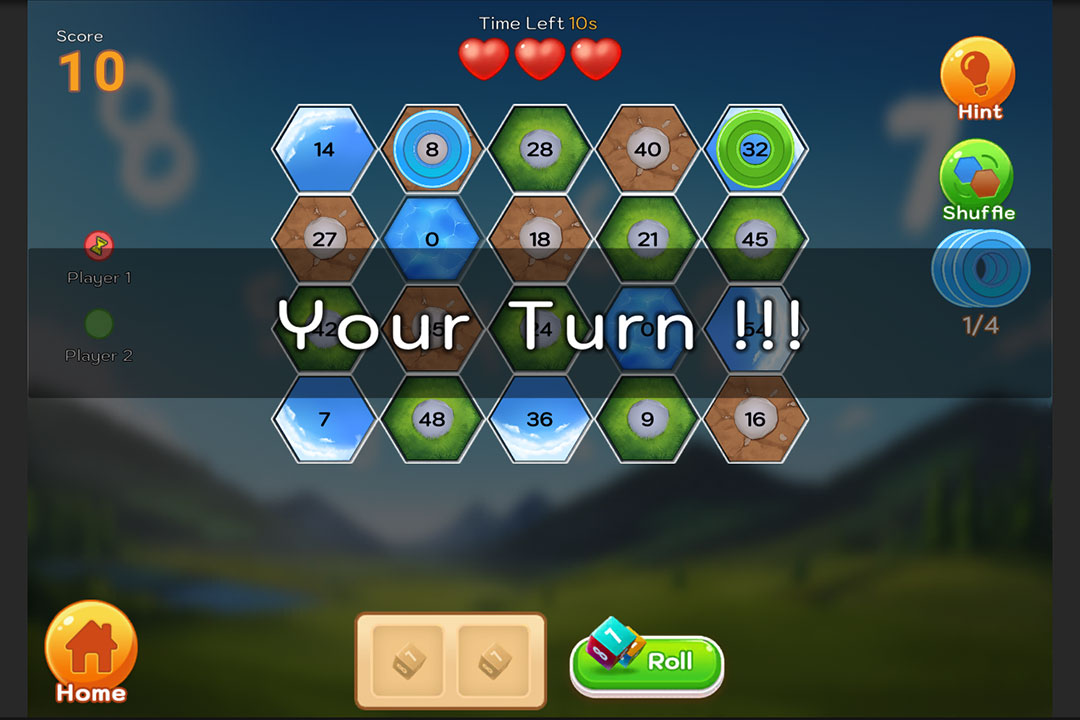 Score
10
Time Left 10s
Hint
Shuffle
1/4
14 8 28 40 32
27 0 18 21 45
Player 1
Your Turn !!!
Player 2
7 48 36 9 16
Home
Roll